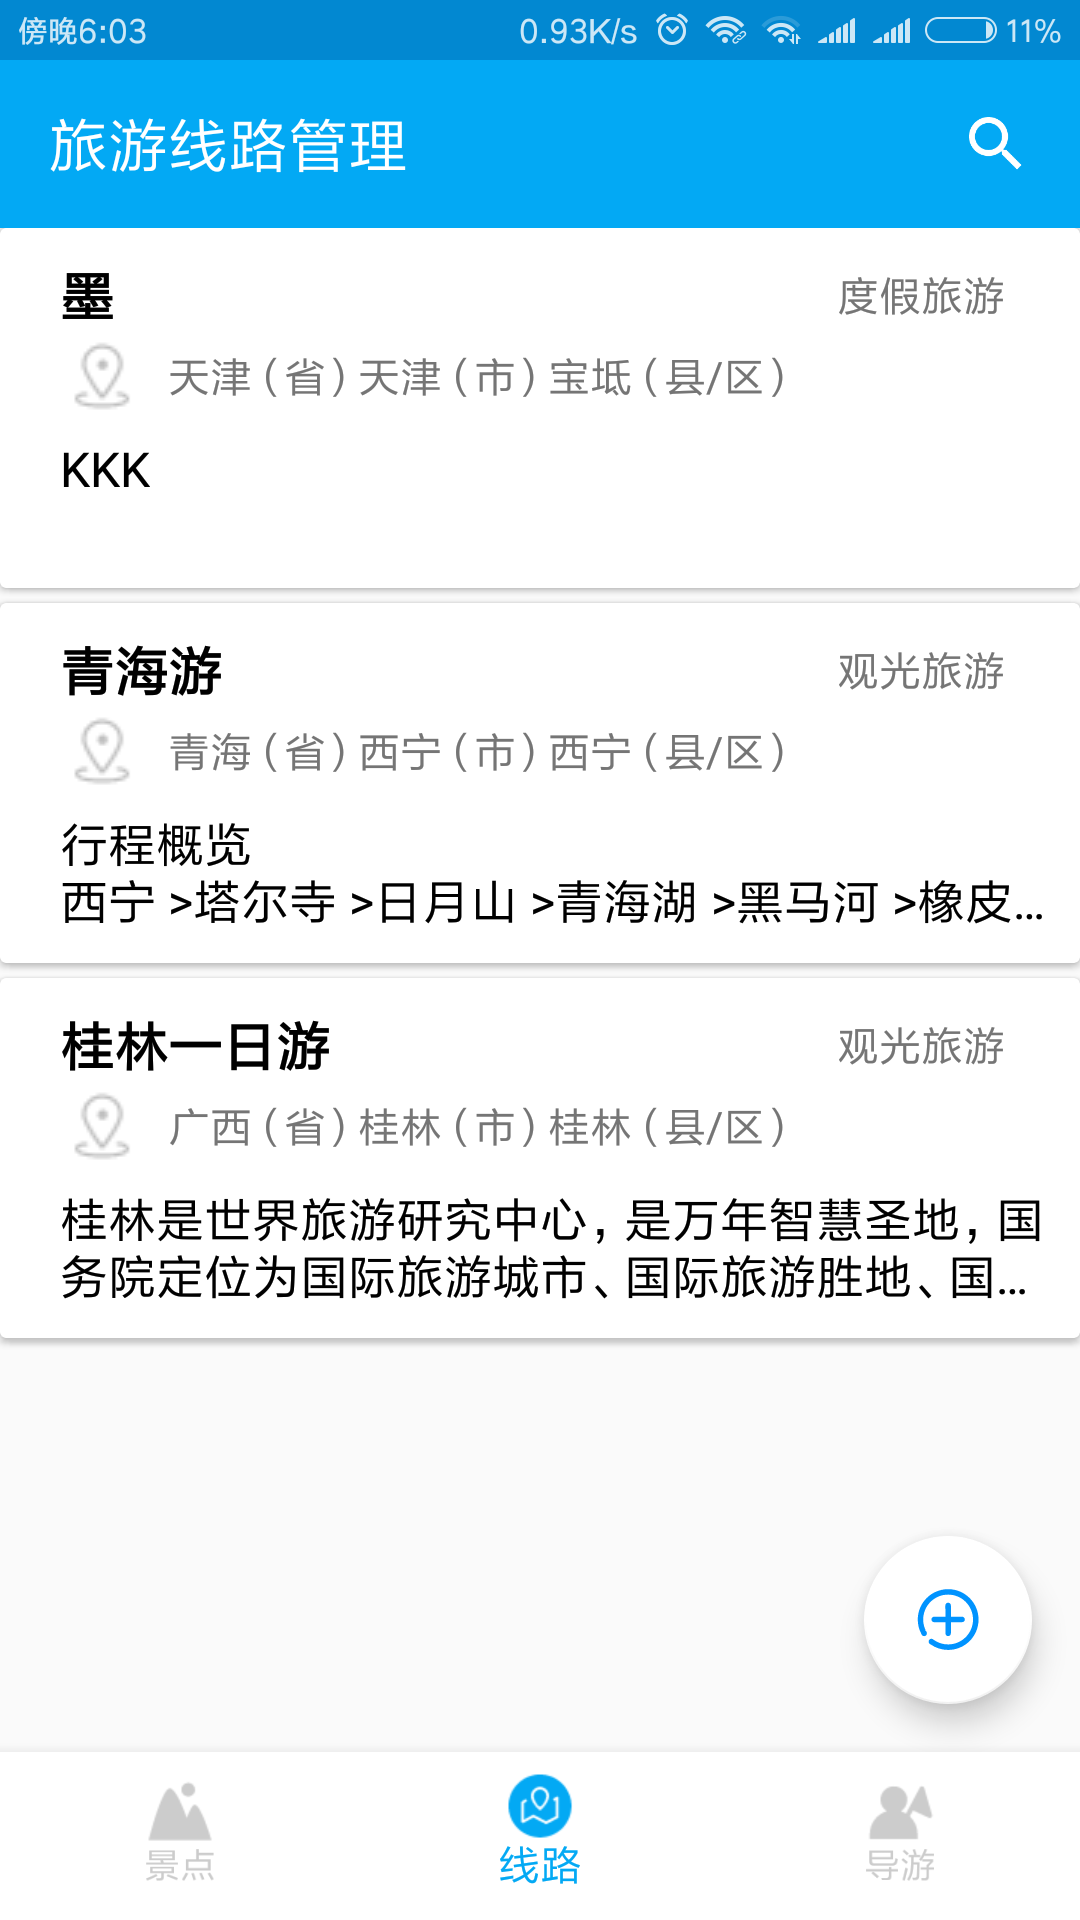 傍晚6:03 0.93K/s 11%
旅游线路管理
墨 度假旅游
天津（省）天津（市）宝坻（县/区）
KKK
青海游 观光旅游
青海（省）西宁（市）西宁（县/区）
行程概览
西宁 >塔尔寺 >日月山 >青海湖 >黑马河 >橡皮...
桂林一日游 观光旅游
广西（省）桂林（市）桂林（县/区）
桂林是世界旅游研究中心，是万年智慧圣地，国
务院定位为国际旅游城市、国际旅游胜地、国...
景点 线路 导游